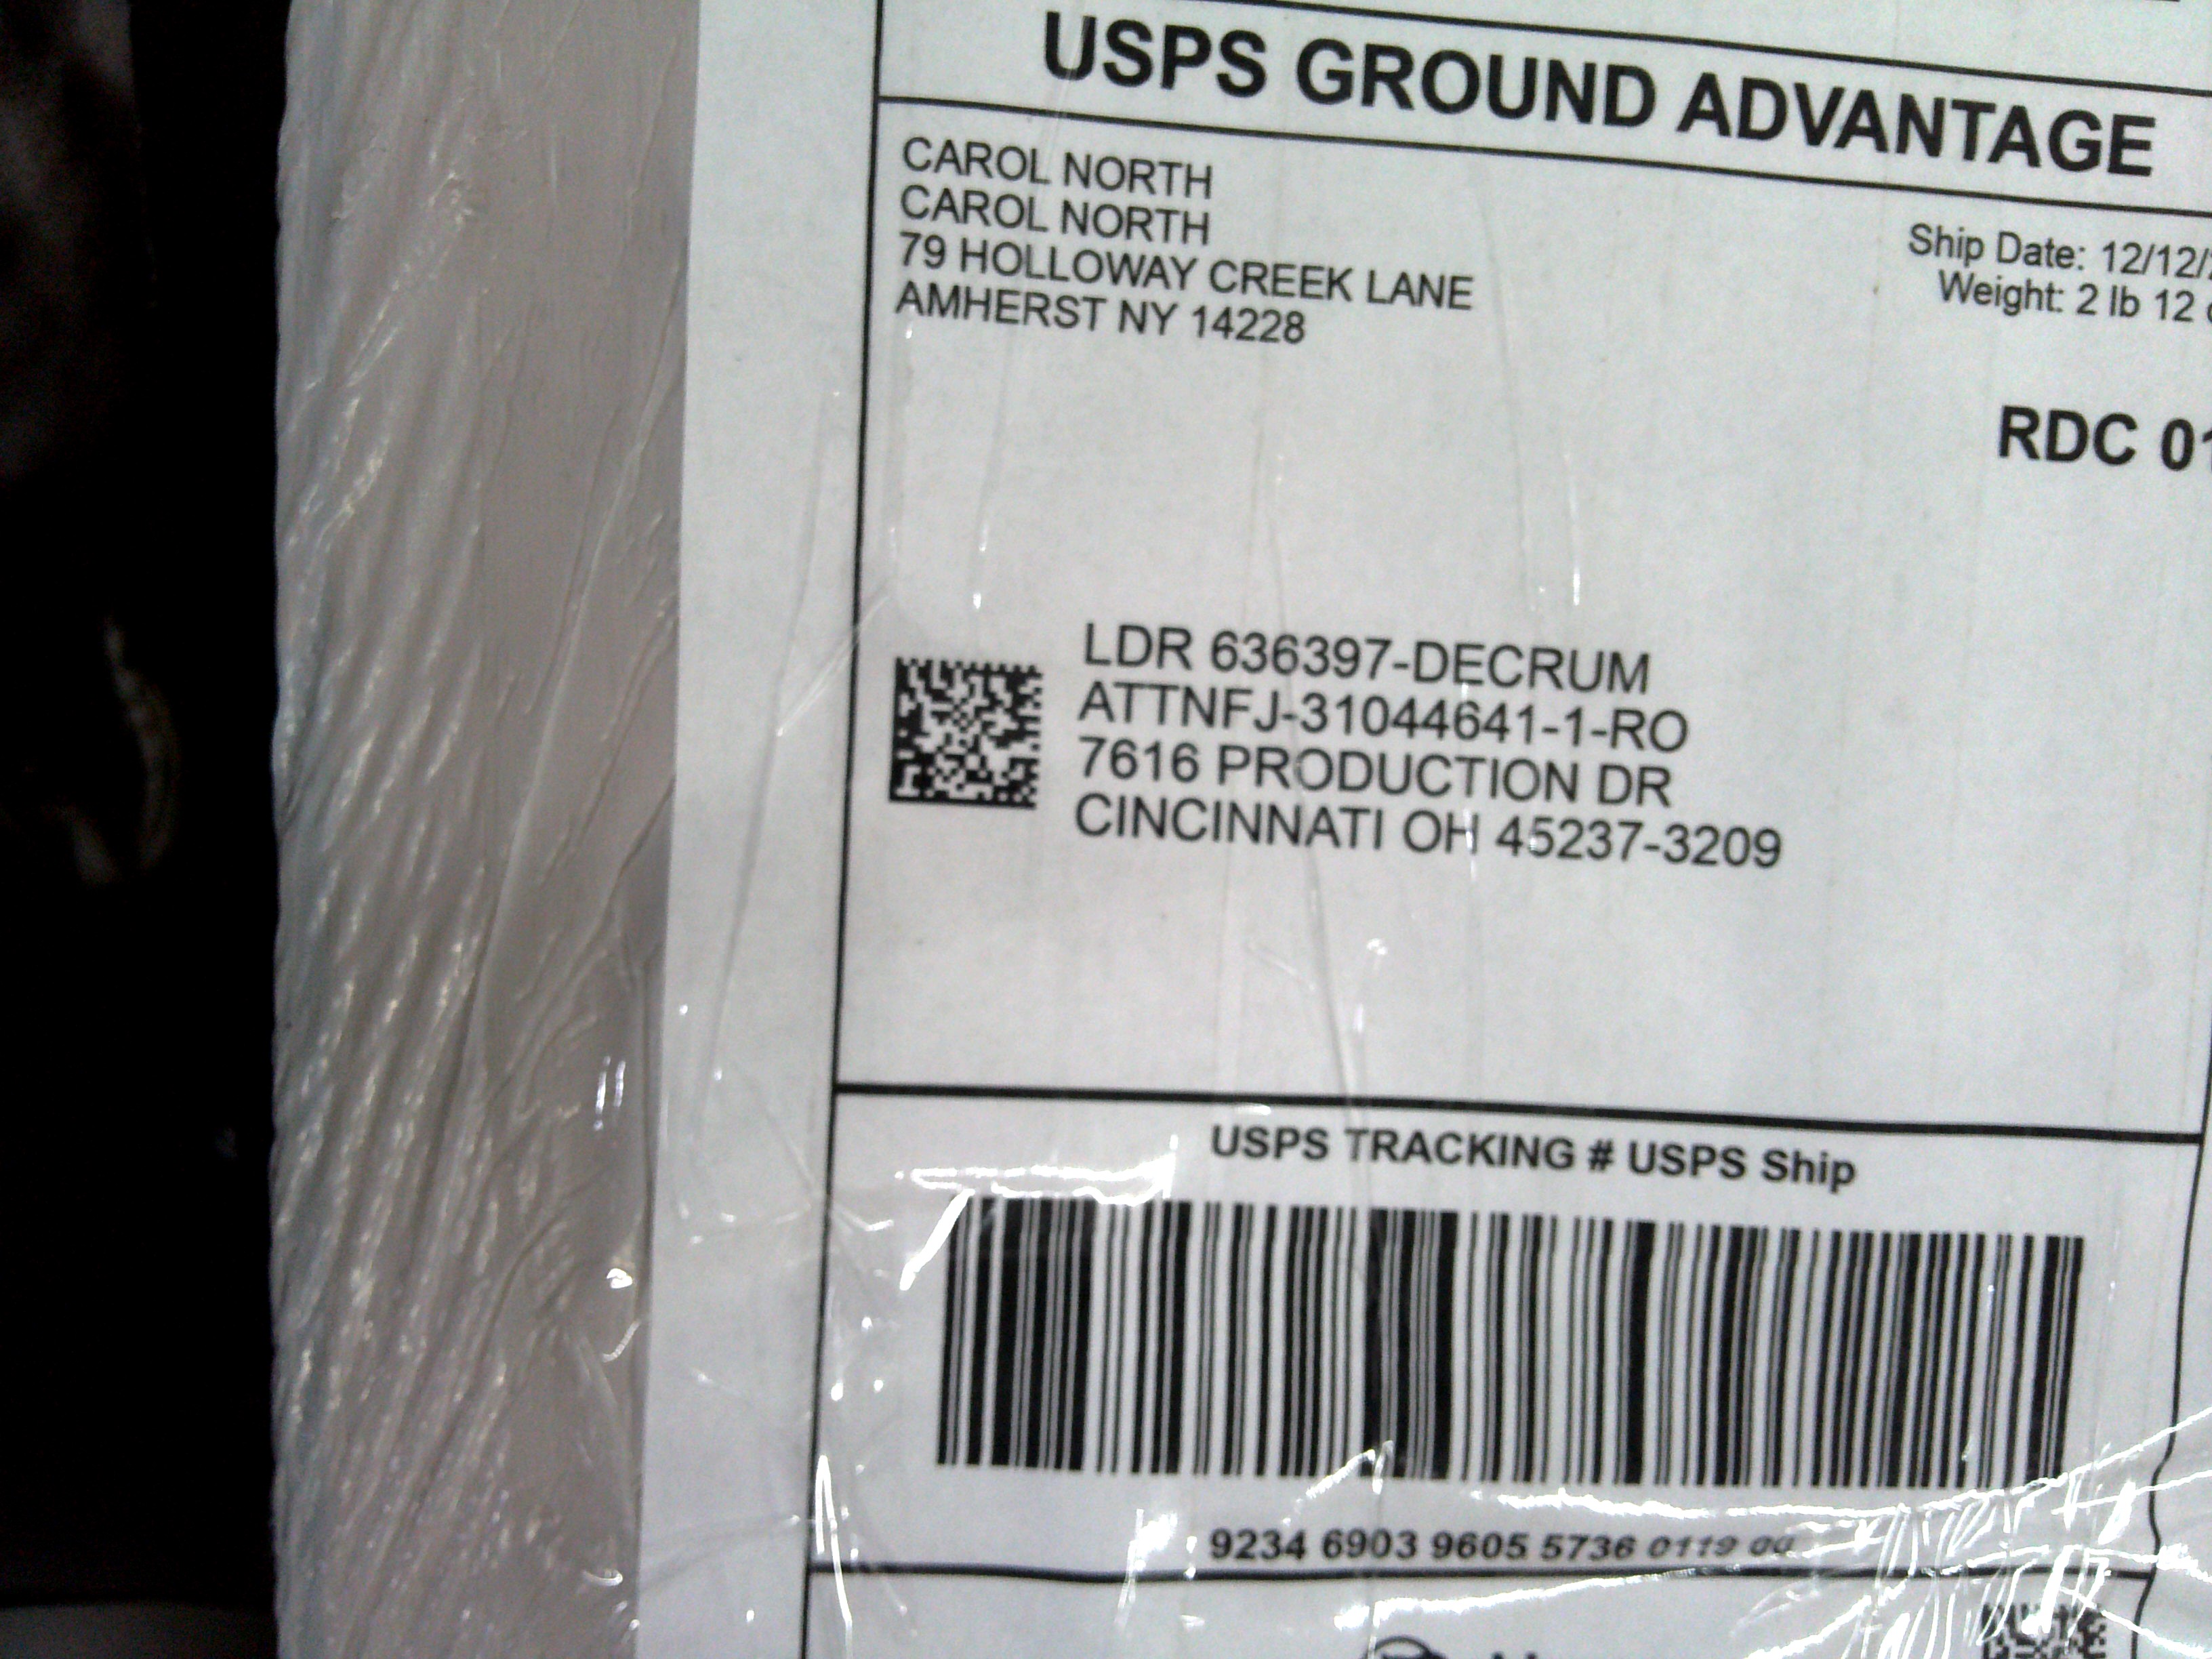 USPS GROUND ADVANTAGE
CAROL NORTH
CAROL NORTH
79 HOLLOWAY CREEK LANE
AMHERST NY 14228
Ship Date: 12/12/
Weight: 2 lb 12
RDC 01
LDR 636397-DECRUM
ATTNFJ-31044641-1-RO
7616 PRODUCTION DR
CINCINNATI OH 45237-3209
USPS TRACKING # USPS Ship
9234 6903 9605 5736 0119